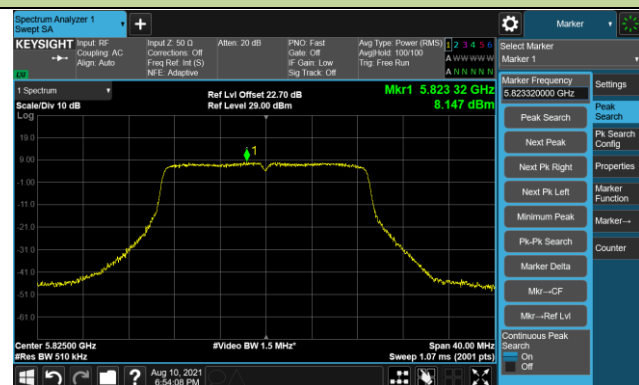 Spectrum Analyzer 1
Swept SA
+
Marker
KEYSIGHT
Input: RF
Coupling: AC
Align: Auto
Input Z: 50 Ω
Corrections: Off
Freq Ref: Int (S)
NFE: Adaptive
Atten: 20 dB
PNO: Fast
Gate: Off
IF Gain: Low
Sig Track: Off
Avg Type: Power (RMS)
Avg|Hold: 100/100
Trig: Free Run
1 2 3 4 5 6
A W W W W W
A N N N N N
LXI
Select Marker
Marker 1
1 Spectrum
Scale/Div 10 dB
Log
Ref Lvl Offset 22.70 dB
Ref Level 29.00 dBm
Mkr1 5.823 32 GHz
8.147 dBm
19.0
9.00
-1.00
-11.0
-21.0
-31.0
-41.0
-51.0
-61.0
1
Center 5.82500 GHz
#Res BW 510 kHz
#Video BW 1.5 MHz*
Span 40.00 MHz
Sweep 1.07 ms (2001 pts)
Marker Frequency
5.823320000 GHz
Peak Search
Next Peak
Next Pk Right
Next Pk Left
Minimum Peak
Pk-Pk Search
Marker Delta
Mkr→CF
Mkr→Ref Lvl
Continuous Peak
Search
On
Off
Settings
Peak
Search
Pk Search
Config
Properties
Marker
Function
Marker→
Counter
?
Aug 10, 2021
6:54:08 PM